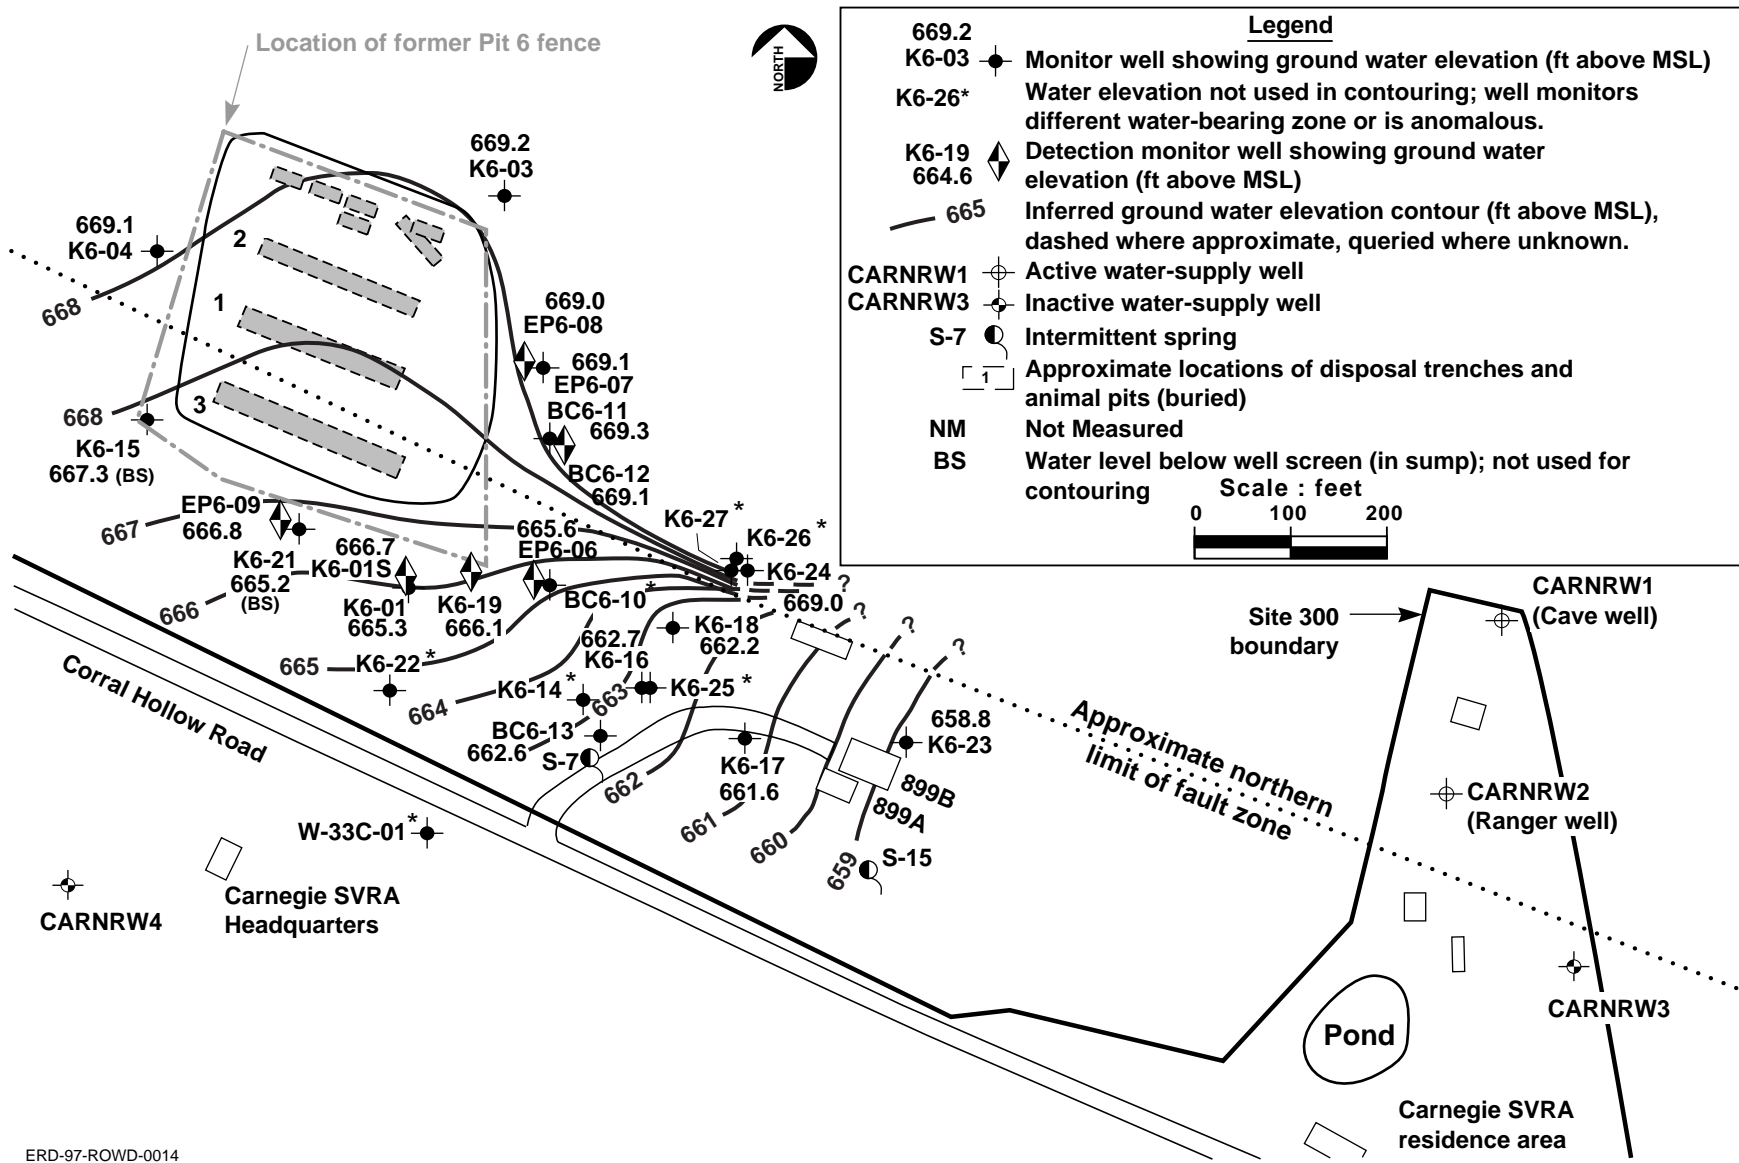 Location of former Pit 6 fence
NORTH
Legend
669.2
K6-03
Monitor well showing ground water elevation (ft above MSL)
K6-26*
Water elevation not used in contouring; well monitors
different water-bearing zone or is anomalous.
K6-19
664.6
Detection monitor well showing ground water
elevation (ft above MSL)
665
Inferred ground water elevation contour (ft above MSL),
dashed where approximate, queried where unknown.
CARNRW1
Active water-supply well
CARNRW3
Inactive water-supply well
S-7
Intermittent spring
1
Approximate locations of disposal trenches and
animal pits (buried)
NM
Not Measured
BS
Water level below well screen (in sump); not used for
contouring
Scale : feet
0 100 200
669.2
K6-03
669.1
K6-04
2
1
3
668
668
669.0
EP6-08
669.1
EP6-07
BC6-11
669.3
BC6-12
669.1
K6-15
667.3 (BS)
667
EP6-09
666.8
K6-21
665.2
(BS)
666.7
K6-01S
K6-01
665.3
665.6
EP6-06
K6-19
666.1
K6-27 *
K6-26 *
K6-24
669.0
?
?
?
?
BC6-10 *
666
665
664
663
662
661
660
659
K6-22 *
K6-18
662.2
662.7
K6-16
K6-14 *
K6-25 *
BC6-13
662.6
S-7
K6-17
661.6
658.8
K6-23
899B
899A
S-15
Corral Hollow Road
W-33C-01 *
CARNRW4
Carnegie SVRA
Headquarters
Site 300
boundary
CARNRW1
(Cave well)
Approximate northern
limit of fault zone
CARNRW2
(Ranger well)
CARNRW3
Pond
Carnegie SVRA
residence area
ERD-97-ROWD-0014